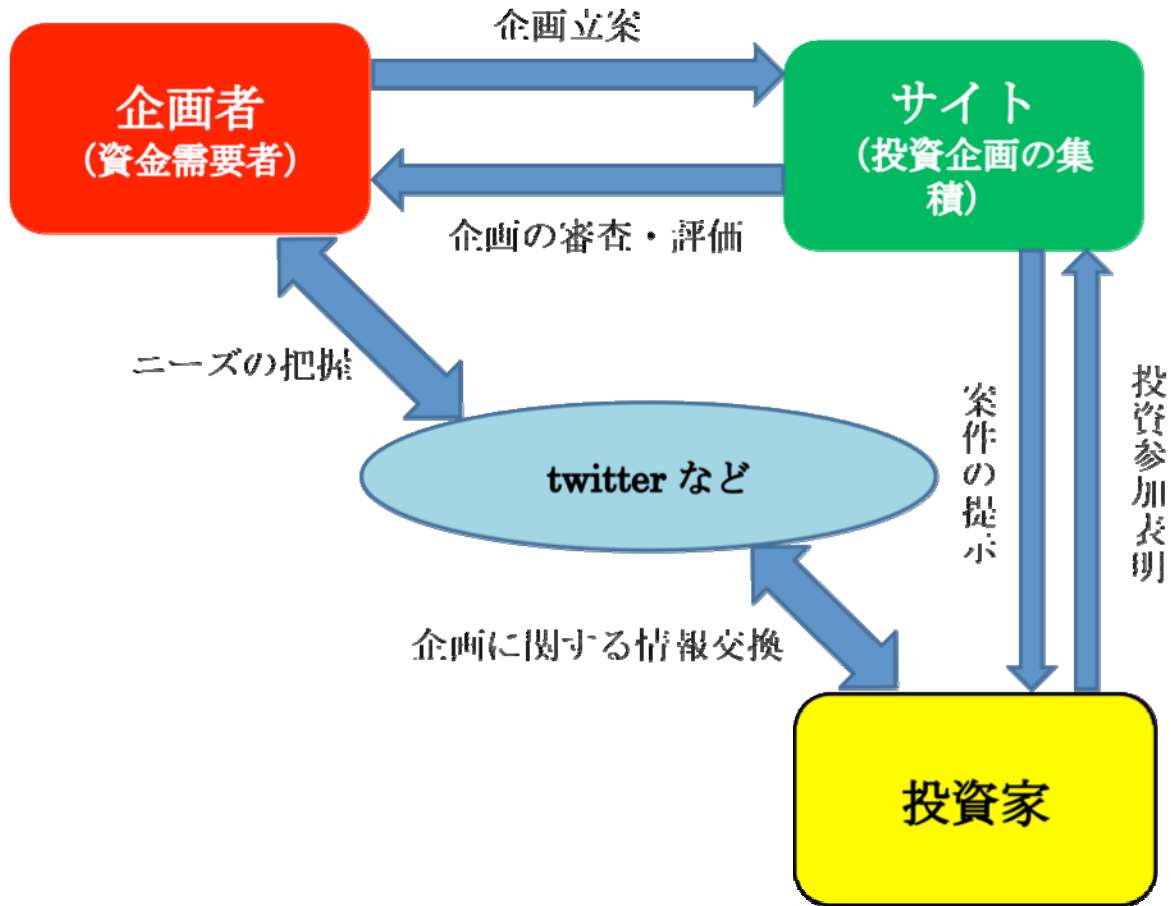 企画立案
企画者
(資金需要者)
サイト
(投資企画の集
積)
企画の審査・評価
ニーズの把握
twitter など
案件の提示
投資参加表明
企画に関する情報交換
投資家